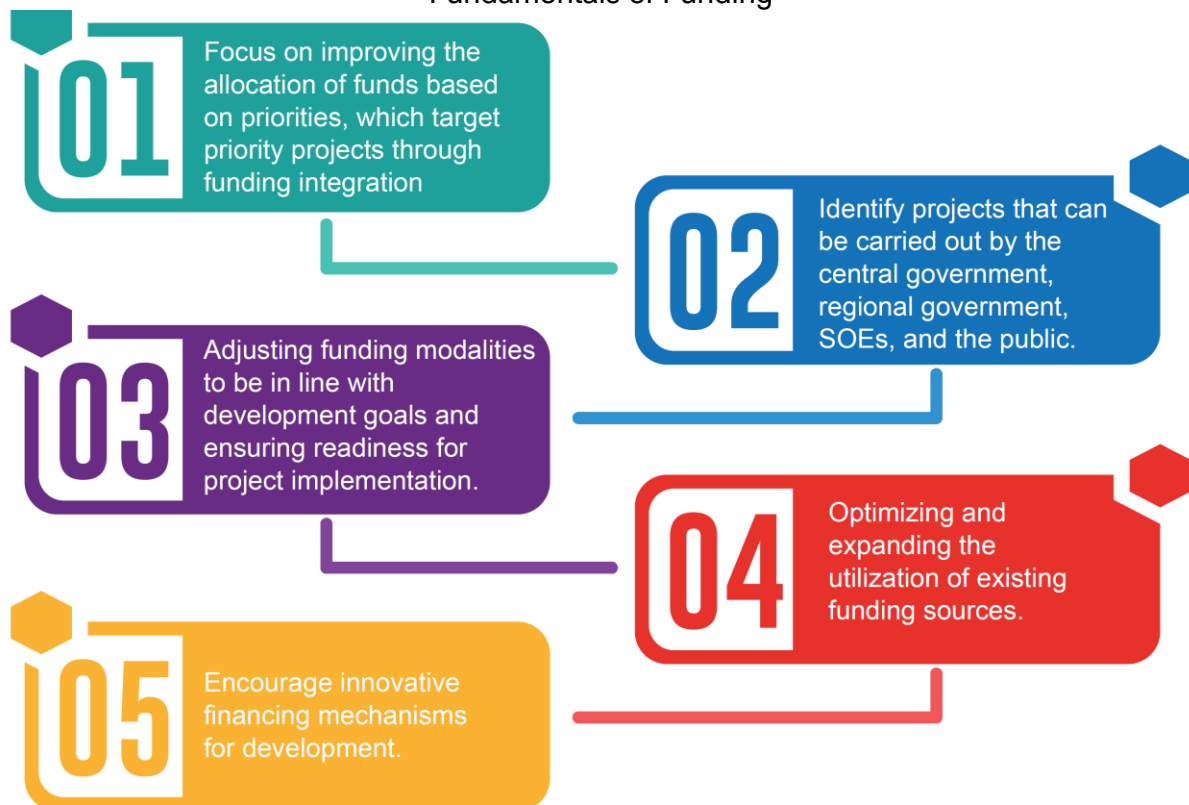 Fundamentals of Funding
01
Focus on improving the
allocation of funds based
on priorities, which target
priority projects through
funding integration
02
Identify projects that can
be carried out by the
central government,
regional government,
SOEs, and the public.
03
Adjusting funding modalities
to be in line with
development goals and
ensuring readiness for
project implementation.
04
Optimizing and
expanding the
utilization of existing
funding sources.
05
Encourage innovative
financing mechanisms
for development.